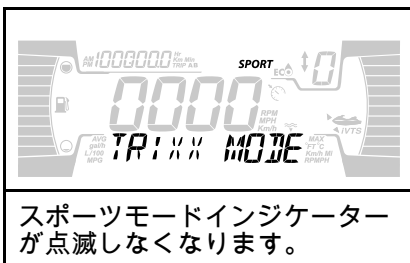 AM PM 1000000 Hr Km Min TRIP A B
SPORT
ECO
0
0000
RPM
MPH
Km/h
AVG
gal/h
L/100
MPG
TRIXX MODE
iVTS
MAX
FT°C
Km/h MI
RPMPH
スポーツモードインジケーター
が点滅しなくなります。